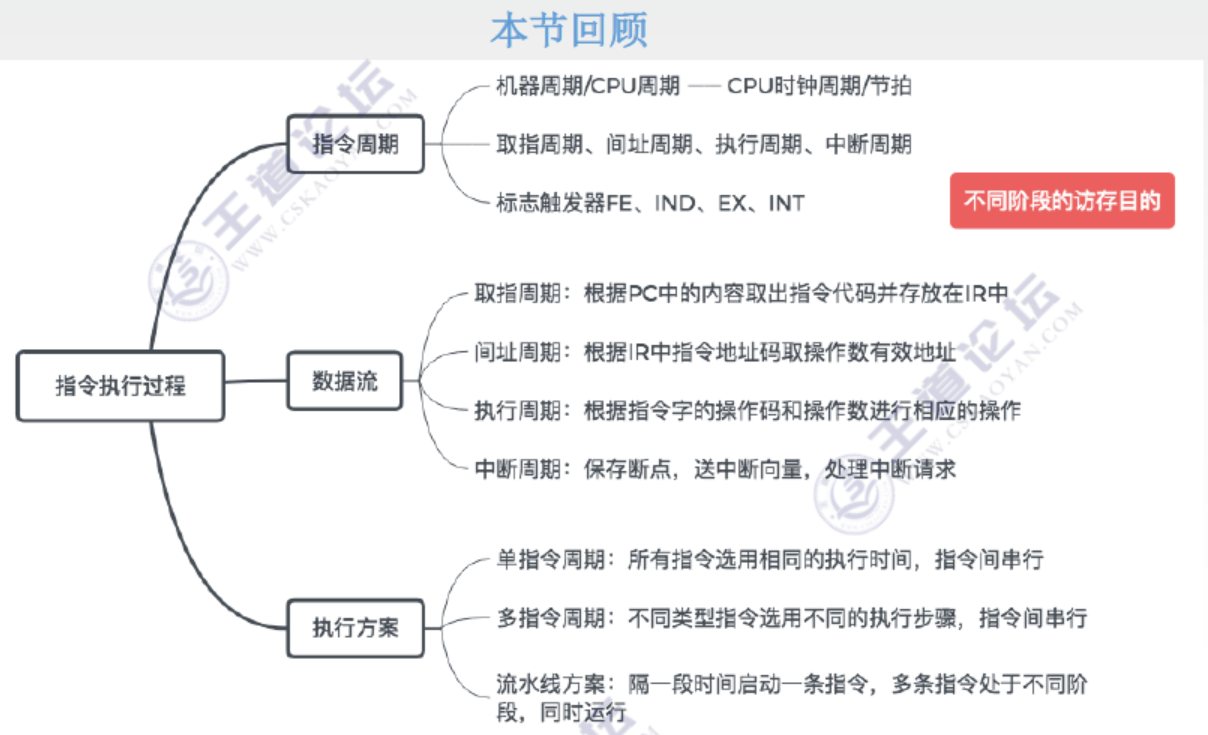 本节回顾
机器周期/CPU周期 —— CPU时钟周期/节拍
指令周期
取指周期、间址周期、执行周期、中断周期
标志触发器FE、IND、EX、INT
不同阶段的访存目的
取指周期：根据PC中的内容取出指令代码并存放在IR中
间址周期：根据IR中指令地址码取操作数有效地址
指令执行过程
数据流
执行周期：根据指令字的操作码和操作数进行相应的操作
中断周期：保存断点，送中断向量，处理中断请求
单指令周期：所有指令选用相同的执行时间，指令间串行
执行方案
多指令周期：不同类型指令选用不同的执行步骤，指令间串行
流水线方案：隔一段时间启动一条指令，多条指令处于不同阶
段，同时运行
王道论坛
WWW.CSKAOYAN.COM
王道论坛
WWW.CSKAOYAN.COM